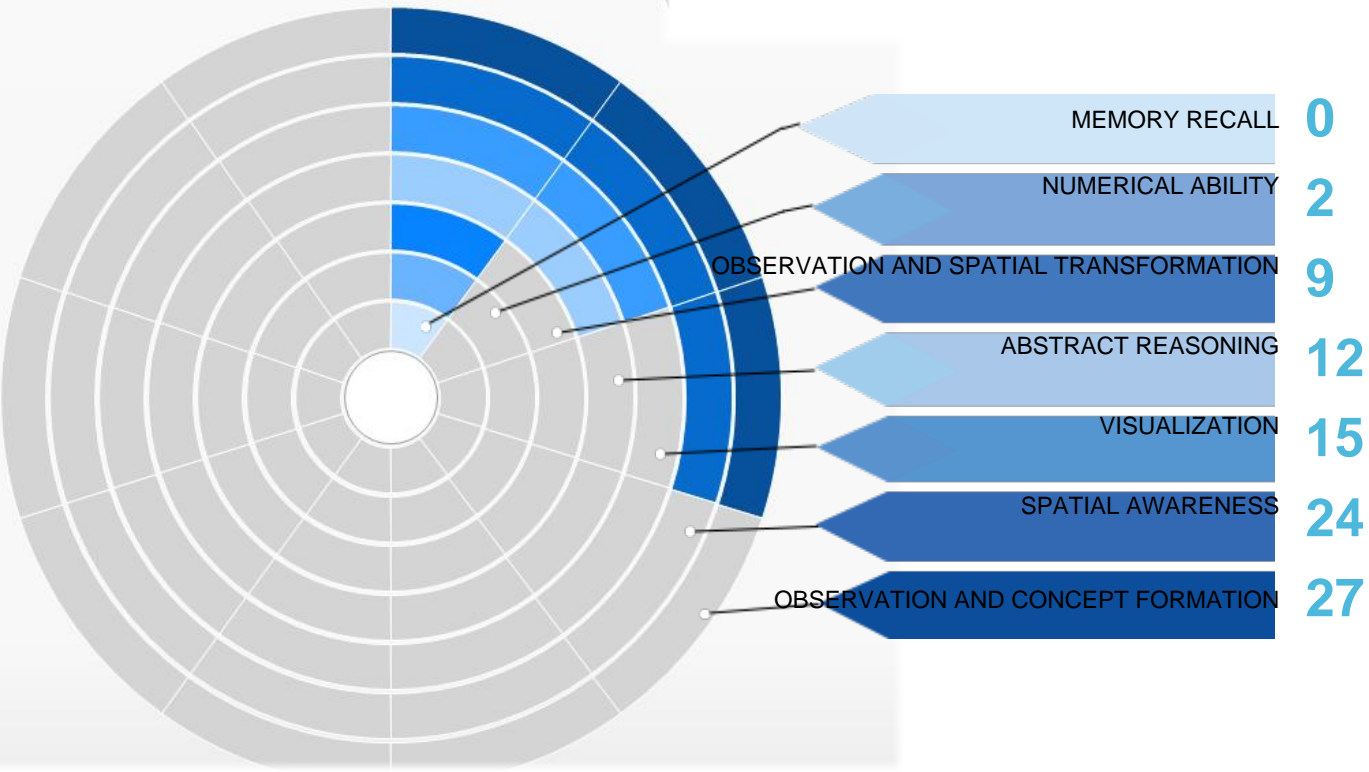 MEMORY RECALL 0
NUMERICAL ABILITY 2
OBSERVATION AND SPATIAL TRANSFORMATION 9
ABSTRACT REASONING 12
VISUALIZATION 15
SPATIAL AWARENESS 24
OBSERVATION AND CONCEPT FORMATION 27